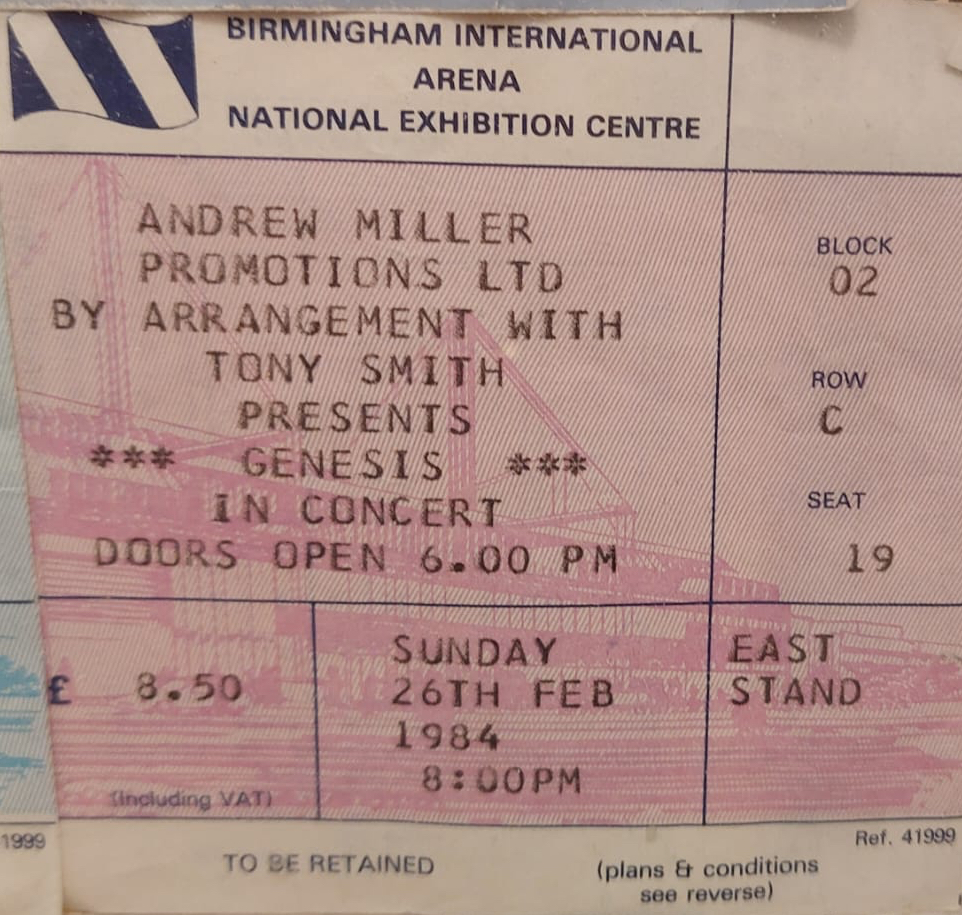 BIRMINGHAM INTERNATIONAL
ARENA
NATIONAL EXHIBITION CENTRE
ANDREW MILLER
PROMOTIONS LTD
BY ARRANGEMENT WITH
TONY SMITH
PRESENTS
*** GENESIS ***
IN CONCERT
DOORS OPEN 6.00 PM
BLOCK
02
ROW
C
SEAT
19
£ 8.50
(including VAT)
SUNDAY
26TH FEB
1984
8:00PM
EAST
STAND
1999
TO BE RETAINED
Ref. 41999
(plans & conditions
see reverse)